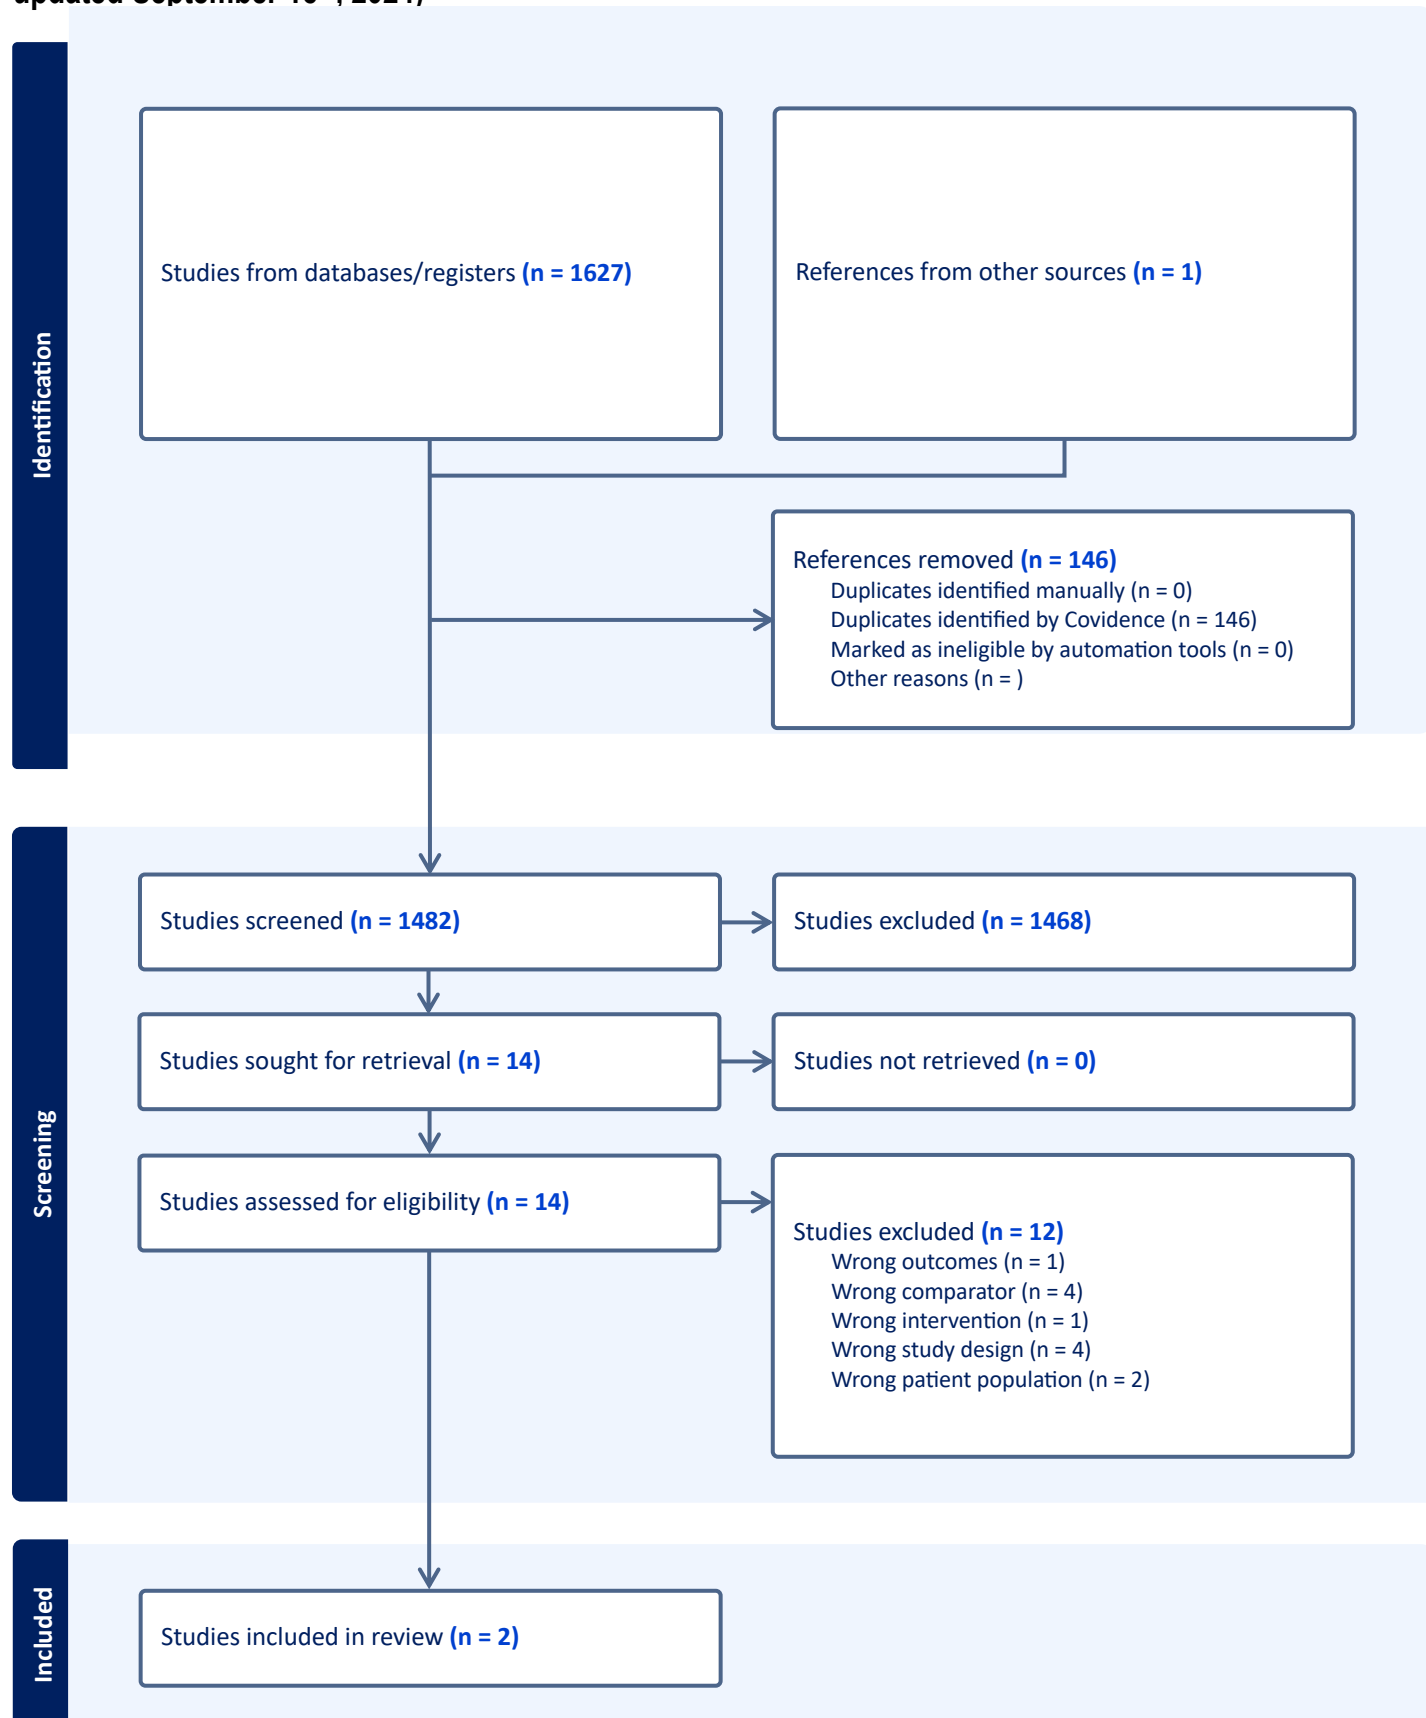 Identification
Studies from databases/registers (n = 1627)
References from other sources (n = 1)
References removed (n = 146)
Duplicates identified manually (n = 0)
Duplicates identified by Covidence (n = 146)
Marked as ineligible by automation tools (n = 0)
Other reasons (n = )
Screening
Studies screened (n = 1482)
Studies excluded (n = 1468)
Studies sought for retrieval (n = 14)
Studies not retrieved (n = 0)
Studies assessed for eligibility (n = 14)
Studies excluded (n = 12)
Wrong outcomes (n = 1)
Wrong comparator (n = 4)
Wrong intervention (n = 1)
Wrong study design (n = 4)
Wrong patient population (n = 2)
Included
Studies included in review (n = 2)